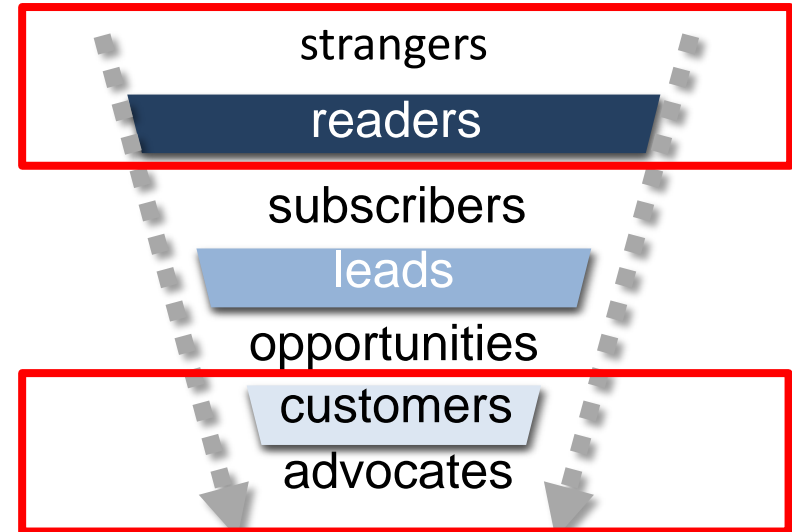 strangers
readers
subscribers
leads
opportunities
customers
advocates